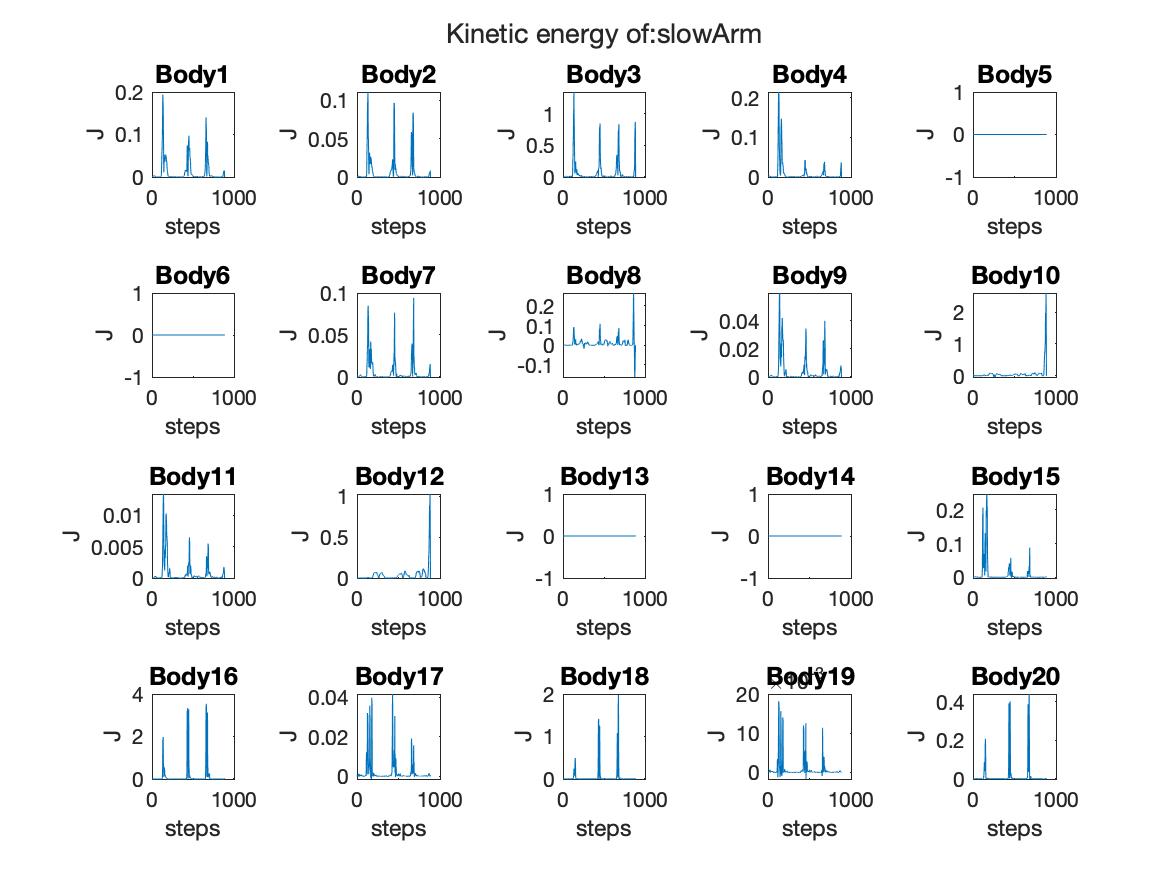 Kinetic energy of:slowArm
Body1 Body2 Body3 Body4 Body5
0.2 0.1 0
J
0.1 0.05 0
J
1 0.5 0
J
0.2 0.1 0
J
1 0 -1
J
0 1000 0 1000 0 1000 0 1000 0 1000
steps steps steps steps steps
Body6 Body7 Body8 Body9 Body10
1 0 -1
J
0.1 0.05 0
J
0.2 0.1 0 -0.1
J
0.04 0.02 0
J
2 1 0
J
0 1000 0 1000 0 1000 0 1000 0 1000
steps steps steps steps steps
Body11 Body12 Body13 Body14 Body15
0.01 0.005 0
J
1 0.5 0
J
1 0 -1
J
1 0 -1
J
0.2 0.1 0
J
0 1000 0 1000 0 1000 0 1000 0 1000
steps steps steps steps steps
Body16 Body17 Body18 Body19 Body20
4 2 0
J
0.04 0.02 0
J
2 1 0
J
20 10 0
J
0.4 0.2 0
J
0 1000 0 1000 0 1000 0 1000 0 1000
steps steps steps steps steps